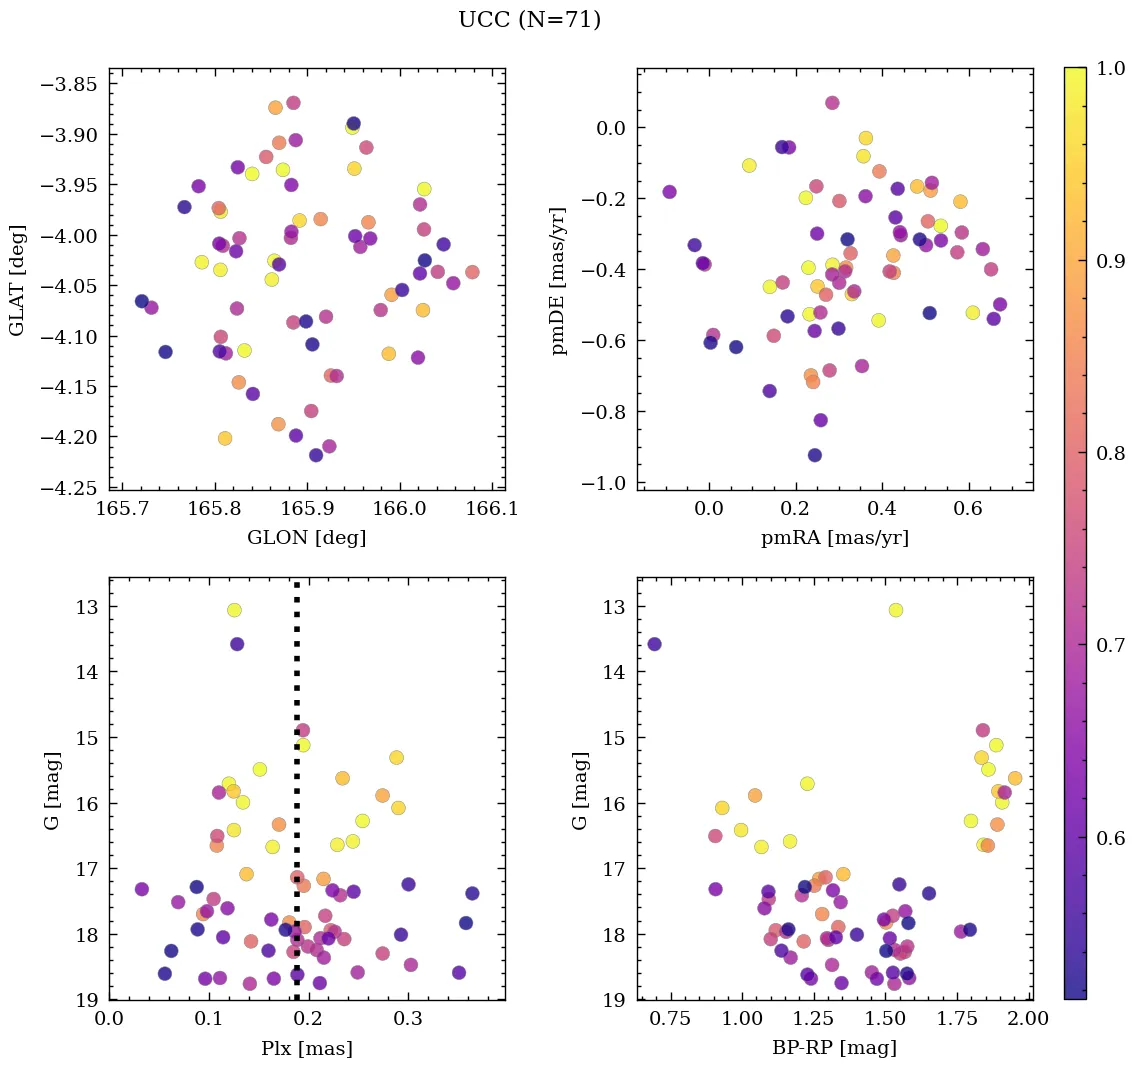 UCC (N=71)
−3.85
−3.90
−3.95
−4.00
−4.05
−4.10
−4.15
−4.20
−4.25
GLAT [deg]
165.7 165.8 165.9 166.0 166.1
GLON [deg]
0.0
−0.2
−0.4
−0.6
−0.8
−1.0
pmDE [mas/yr]
0.0 0.2 0.4 0.6
pmRA [mas/yr]
13
14
15
16
17
18
19
G [mag]
0.0 0.1 0.2 0.3
Plx [mas]
13
14
15
16
17
18
19
G [mag]
0.75 1.00 1.25 1.50 1.75 2.00
BP-RP [mag]
1.0
0.9
0.8
0.7
0.6